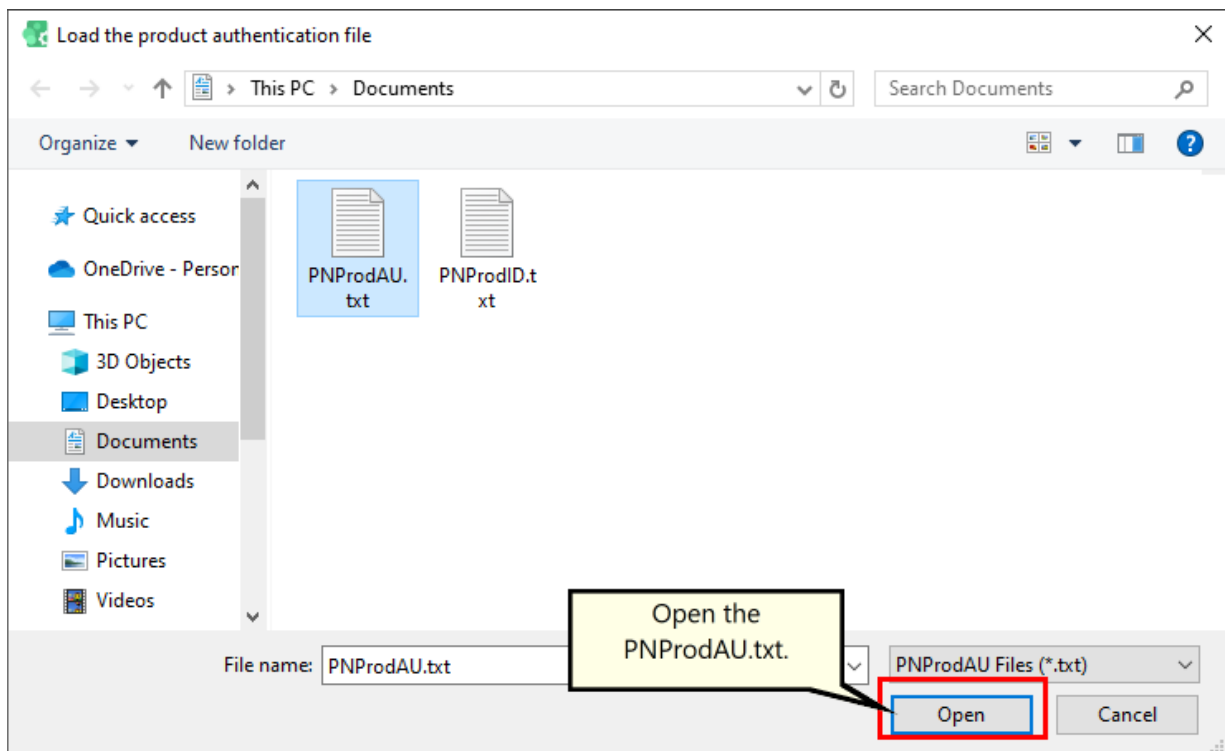 Load the product authentication file
This PC > Documents
Search Documents
Organize
New folder
?
Quick access
OneDrive - Person
This PC
3D Objects
Desktop
Documents
Downloads
Music
Pictures
Videos
PNProdAU.
txt
PNProdID.t
xt
Open the
PNProdAU.txt.
File name:
PNProdAU.txt
PNProdAU Files (*.txt)
Open
Cancel